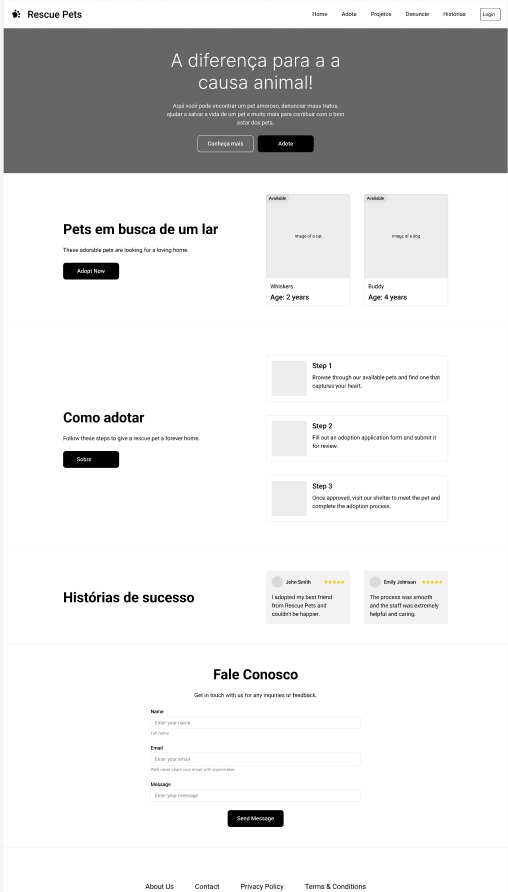 Rescue Pets
Home Adote Projetos Denuncie Histórias Login
A diferença para a a
causa animal!
Aqui você pode encontrar um pet amoroso, denunciar maus tratos,
ajudar a salvar a vida de um pet e muito mais para contibuir com o bem
estar dos pets.
Conheça mais Adote
Pets em busca de um lar
These adorable pets are looking for a loving home.
Adopt Now
Available
Image of a cat
Whiskers
Age: 2 years
Available
Image of a dog
Buddy
Age: 4 years
Como adotar
Follow these steps to give a rescue pet a forever home.
Sobre
Step 1
Browse through our available pets and find one that
captures your heart.
Step 2
Fill out an adoption application form and submit it
for review.
Step 3
Once approved, visit our shelter to meet the pet and
complete the adoption process.
Histórias de sucesso
John Smith
I adopted my best friend
from Rescue Pets and
couldn't be happier.
Emily Johnson
The process was smooth
and the staff was extremely
helpful and caring.
Fale Conosco
Get in touch with us for any inquiries or feedback.
Name
Enter your name
Full name
Email
Enter your email
We'll never share your email with anyone else.
Message
Enter your message
Send Message
About Us Contact Privacy Policy Terms & Conditions